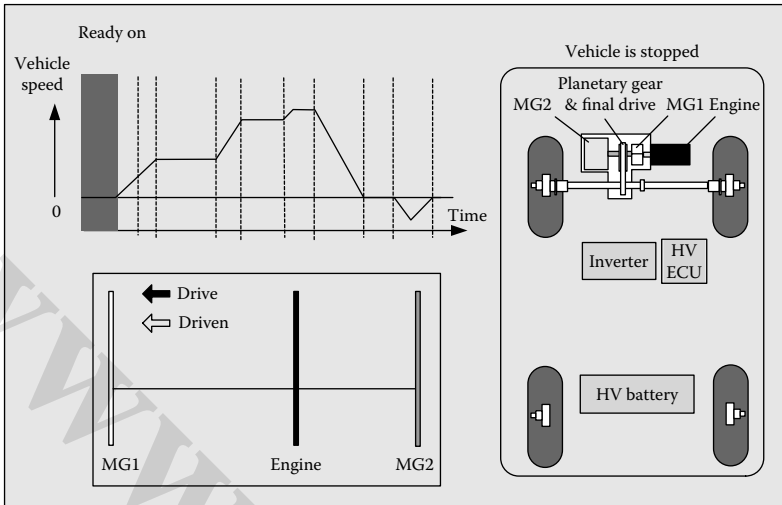 Ready on
Vehicle
speed
0
Time
Drive
Driven
MG1
Engine
MG2
Vehicle is stopped
Planetary gear
MG2 & final drive MG1 Engine
Inverter
HV
ECU
HV battery